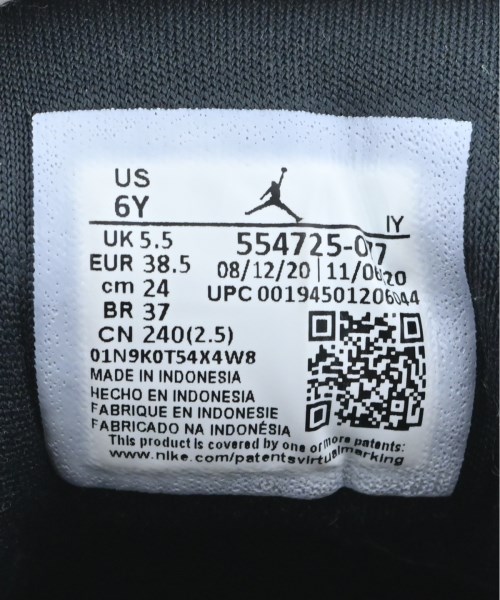 US
6Y
IY
UK 5.5
EUR 38.5
cm 24
BR 37
CN 240(2.5)
554725-077
08/12/20 11/06/20
UPC 00194501206044
01N9K0T54X4W8
MADE IN INDONESIA
HECHO EN INDONESIA
FABRIQUE EN INDONESIE
FABRICADO NA INDONÉSIA
This product is covered by one or more patents:
www.nike.com/patentsvirtualmarking